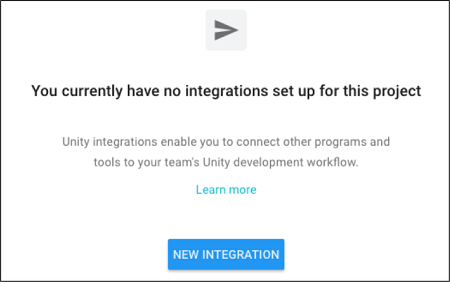 You currently have no integrations set up for this project
Unity integrations enable you to connect other programs and
tools to your team's Unity development workflow.
Learn more
NEW INTEGRATION